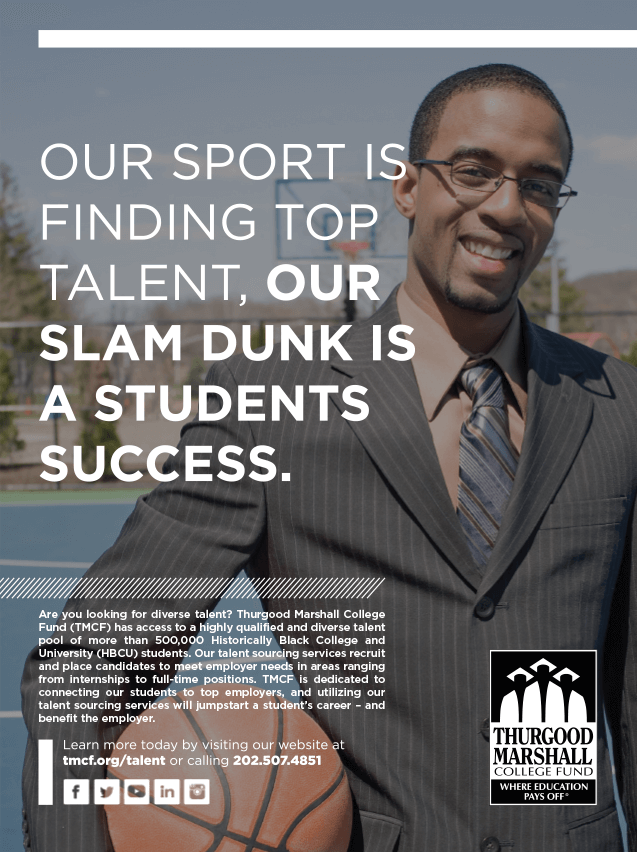 OUR SPORT IS
FINDING TOP
TALENT, OUR
SLAM DUNK IS
A STUDENTS
SUCCESS.
Are you looking for diverse talent? Thurgood Marshall College
Fund (TMCF) has access to a highly qualified and diverse talent
pool of more than 500,000 Historically Black College and
University (HBCU) students. Our talent sourcing services recruit
and place candidates to meet employer needs in areas ranging
from internships to full-time positions. TMCF is dedicated to
connecting our students to top employers, and utilizing our
talent sourcing services will jumpstart a student's career – and
benefit the employer.
Learn more today by visiting our website at
tmcf.org/talent or calling 202.507.4851
THURGOOD
MARSHALL
COLLEGE FUND
WHERE EDUCATION
PAYS OFF®